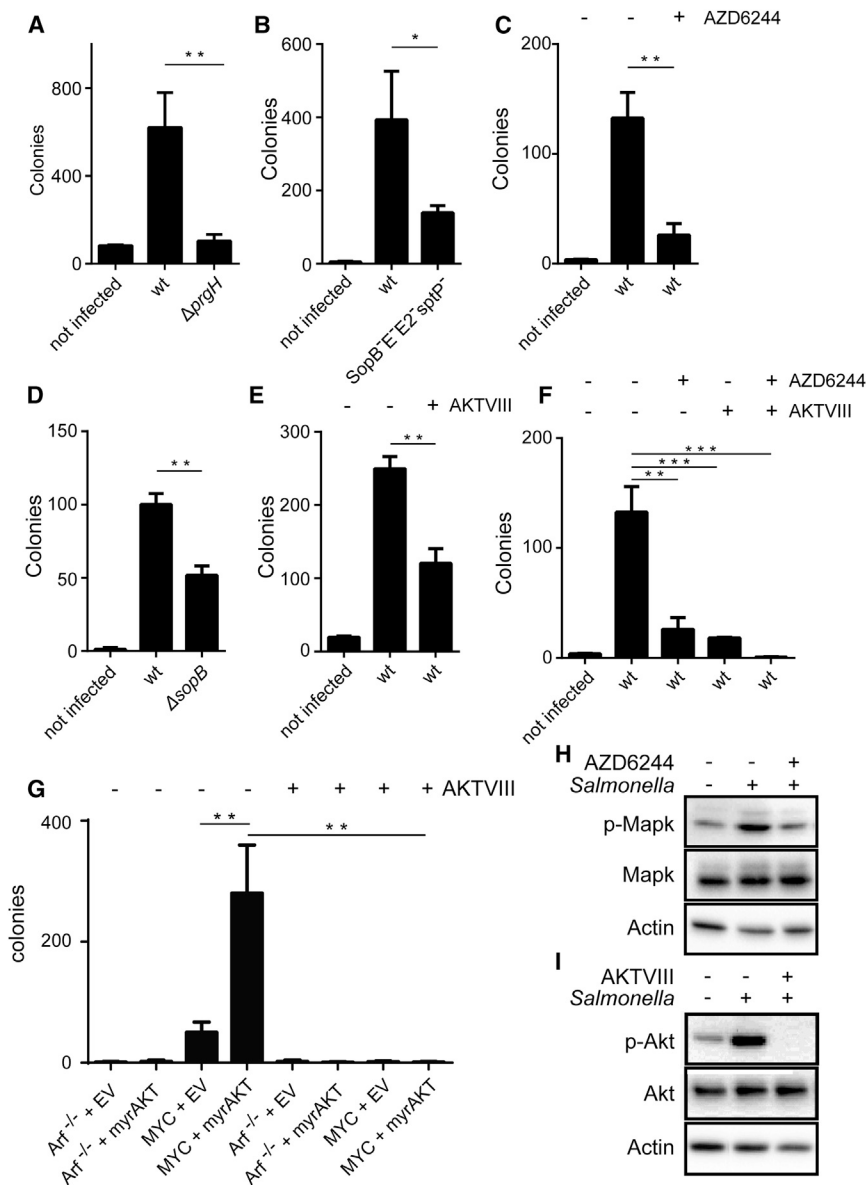 A
B
C
- - + AZD6244
* *
*
* *
Colonies
800
400
0
Colonies
600
400
200
0
Colonies
200
100
0
not infected
wt
ΔprgH
not infected
wt
SopB⁻E⁻E2⁻sptP⁻
not infected
wt
wt
D
E
F
- - + AKTVIII
- - + - + AZD6244
- - - + + AKTVIII
* *
* *
* * *
* * *
* *
Colonies
150
100
50
0
Colonies
300
200
100
0
Colonies
200
100
0
not infected
wt
ΔsopB
not infected
wt
wt
not infected
wt
wt
wt
wt
G
- - - - + + + + AKTVIII
* *
* *
colonies
400
200
0
Arf -/- + EV
Arf -/- + myrAKT
MYC + EV
MYC + myrAKT
Arf -/- + EV
Arf -/- + myrAKT
MYC + EV
MYC + myrAKT
H
AZD6244 - - +
Salmonella - + +
p-Mapk
Mapk
Actin
I
AKTVIII - - +
Salmonella - + +
p-Akt
Akt
Actin